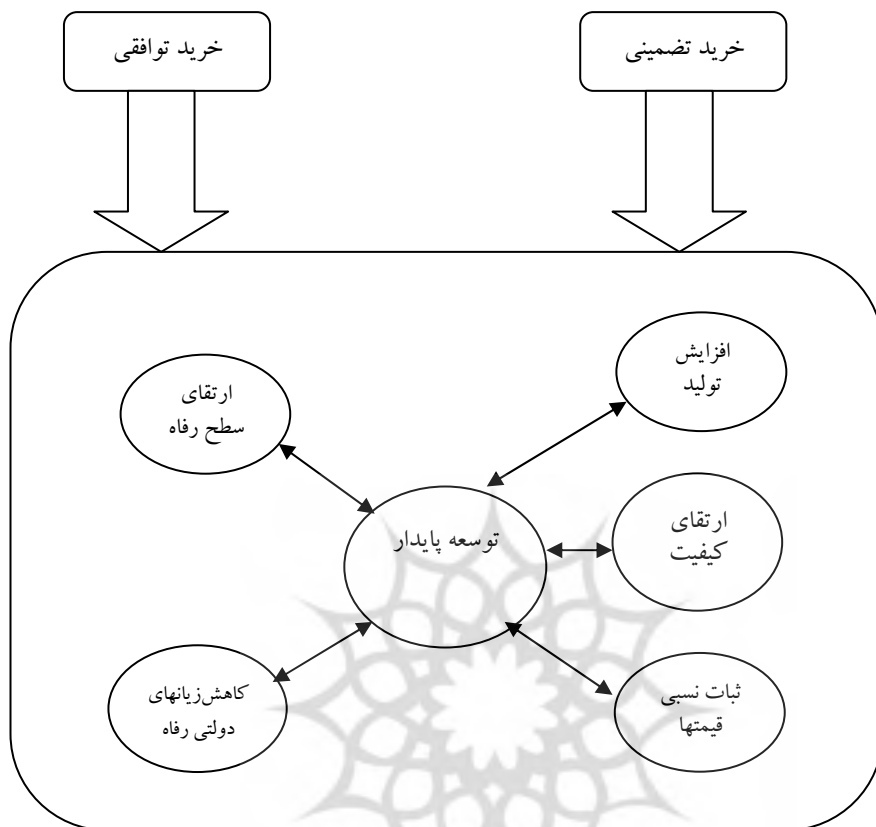 خرید تضمینی
خرید توافقی
افزایش
تولید
ارتقای
سطح رفاه
ارتقای
کیفیت
توسعه پایدار
ثبات نسبی
قیمتها
کاهش‌زیانهای
دولتی رفاه